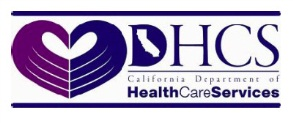 DHCS
California Department of
HealthCareServices